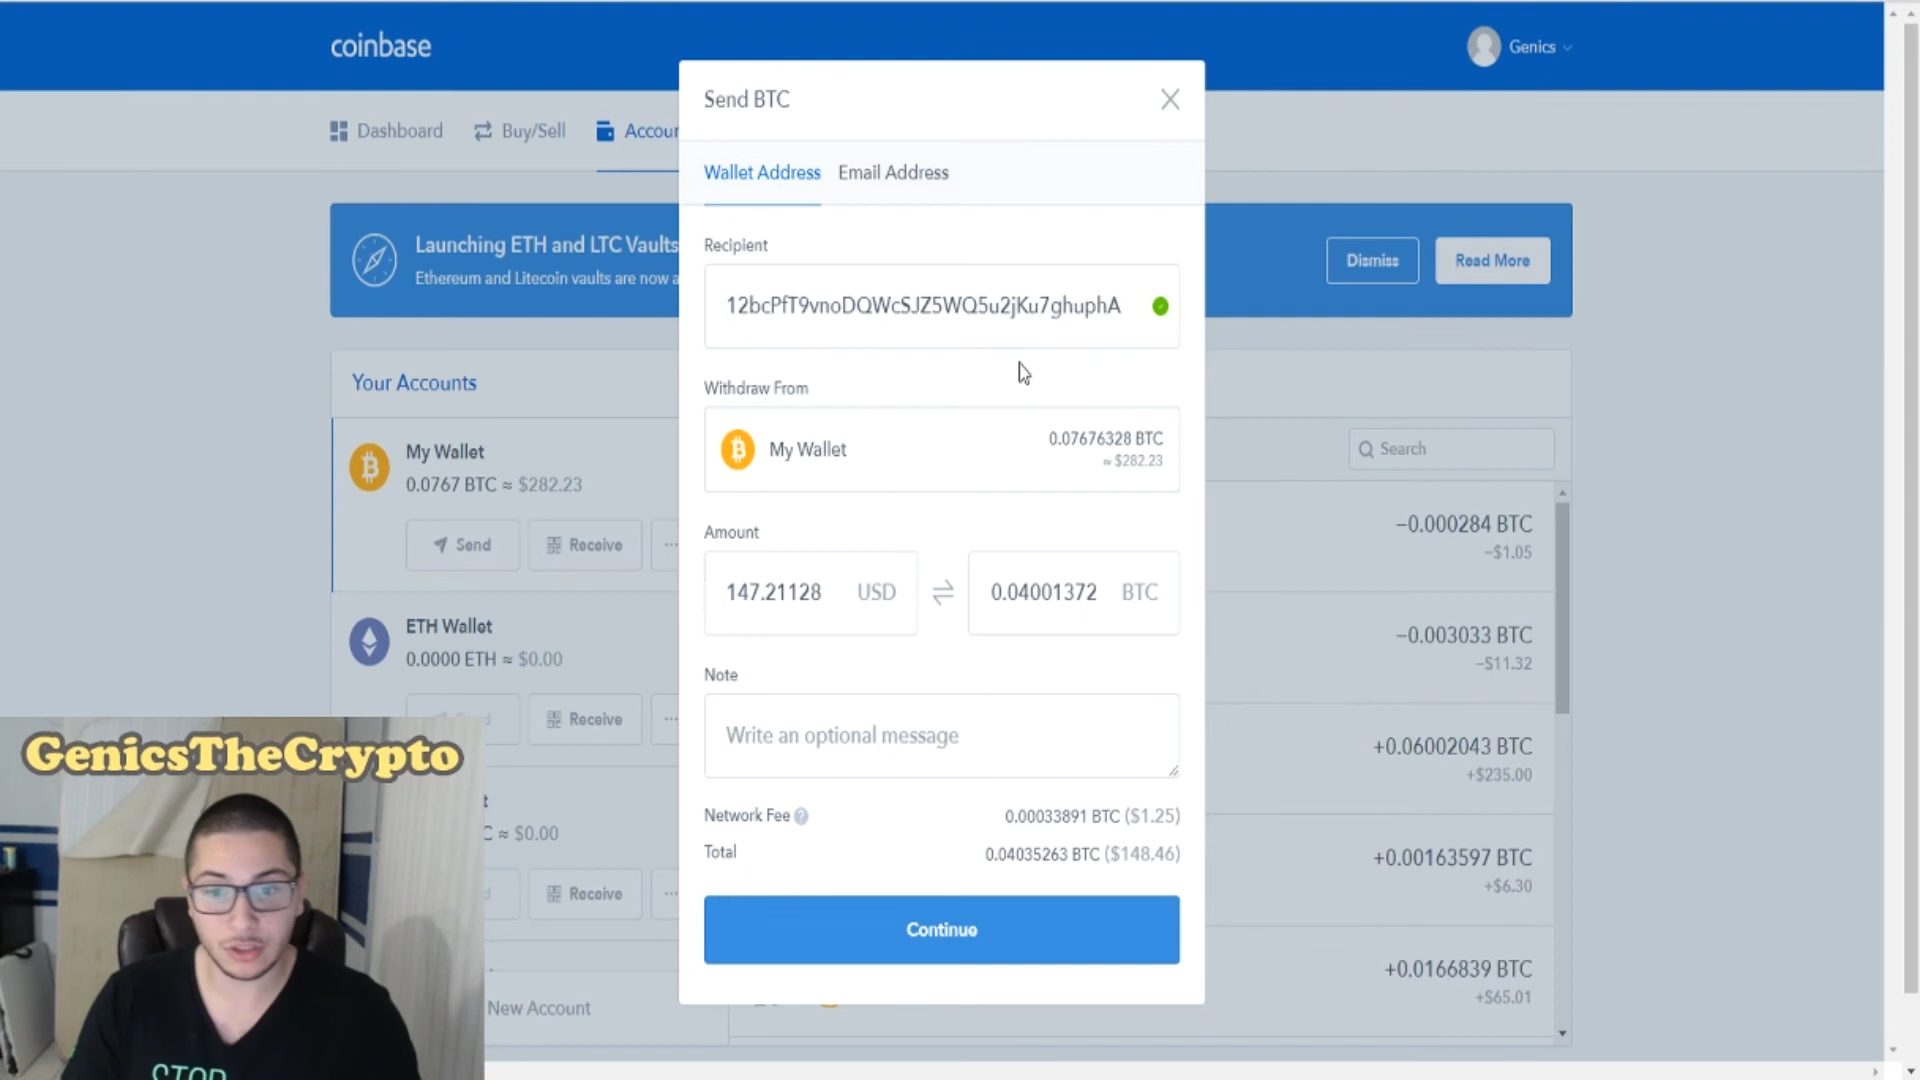 coinbase
Genics
Send BTC
Dashboard
Buy/Sell
Accou
Wallet Address
Email Address
Launching ETH and LTC Vaults
Ethereum and Litecoin vaults are now a
Dismiss
Read More
Recipient
12bcPfT9vnoDQWcSJZ5WQ5u2jKu7ghuphA
Withdraw From
My Wallet
0.07676328 BTC
≈ $282.23
Your Accounts
My Wallet
0.0767 BTC ≈ $282.23
Send
Receive
Search
Amount
147.21128 USD
0.04001372 BTC
−0.000284 BTC
−$1.05
ETH Wallet
0.0000 ETH ≈ $0.00
Receive
−0.003033 BTC
−$11.32
Note
Write an optional message
+0.06002043 BTC
+$235.00
GenicsTheCrypto
t
C ≈ $0.00
Receive
Network Fee ?
0.00033891 BTC ($1.25)
Total
0.04035263 BTC ($148.46)
+0.00163597 BTC
+$6.30
Continue
+0.0166839 BTC
+$65.01
New Account
STOP